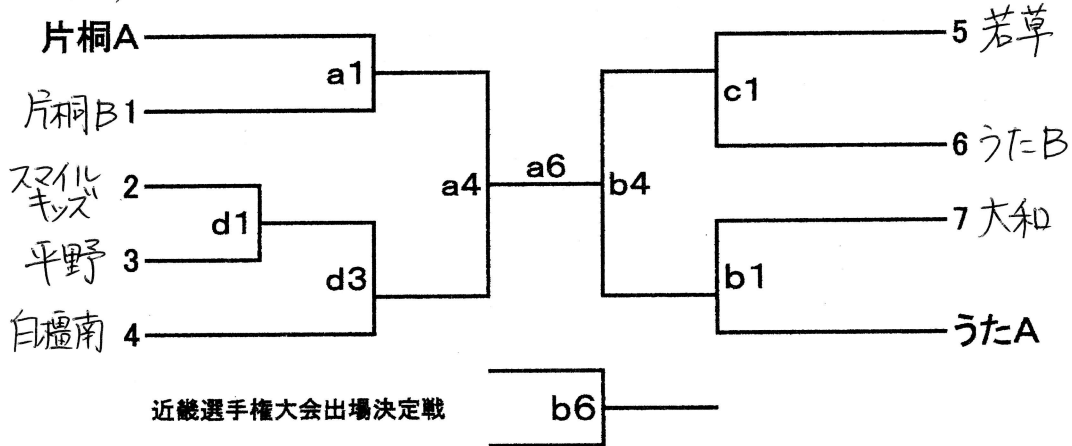 片桐A
a1
片桐B 1
スマイル
キッズ 2
d1
平野 3
d3
白橿南 4
a4
a6
b4
5 若草
c1
6 うたB
7 大和
b1
うたA
近畿選手権大会出場決定戦
b6